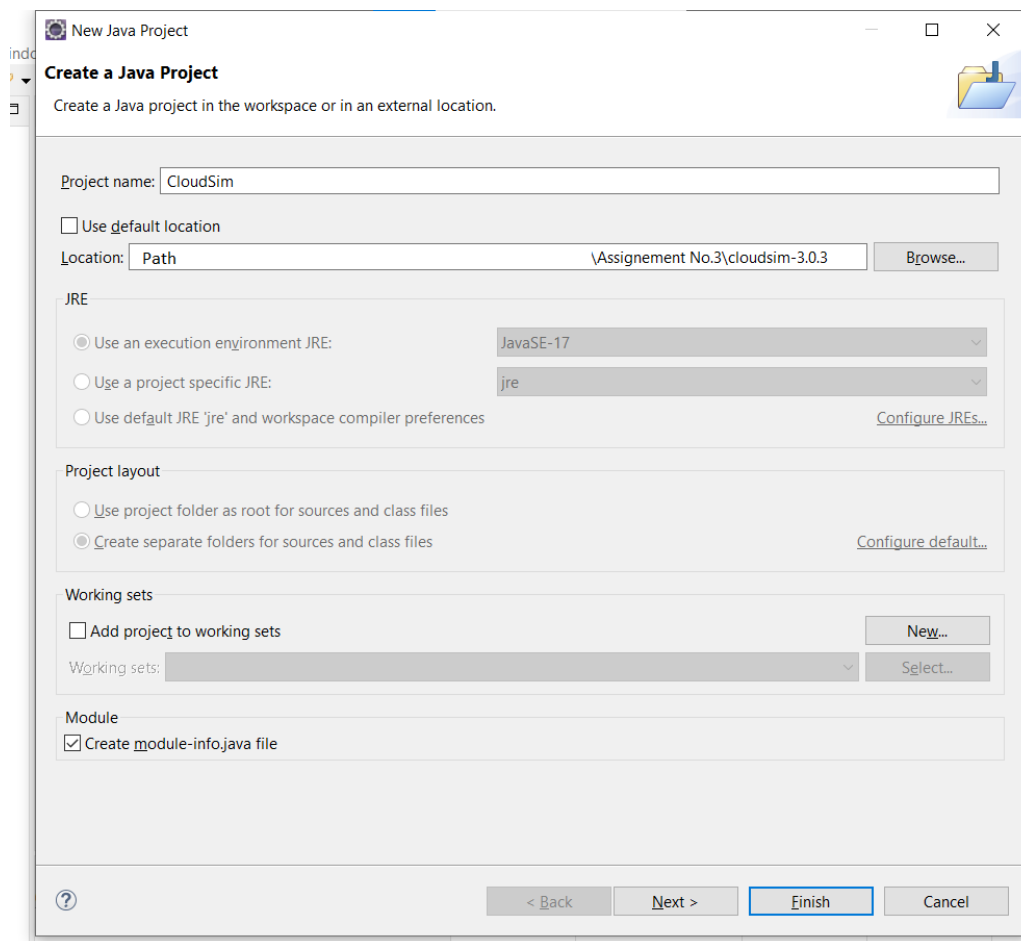 New Java Project
indo
Create a Java Project
Create a Java project in the workspace or in an external location.
Project name: CloudSim
Use default location
Location: Path \Assignement No.3\cloudsim-3.0.3 Browse...
JRE
Use an execution environment JRE: JavaSE-17
Use a project specific JRE: jre
Use default JRE 'jre' and workspace compiler preferences Configure JREs...
Project layout
Use project folder as root for sources and class files
Create separate folders for sources and class files Configure default...
Working sets
Add project to working sets New...
Working sets: Select...
Module
Create module-info.java file
? < Back Next > Finish Cancel